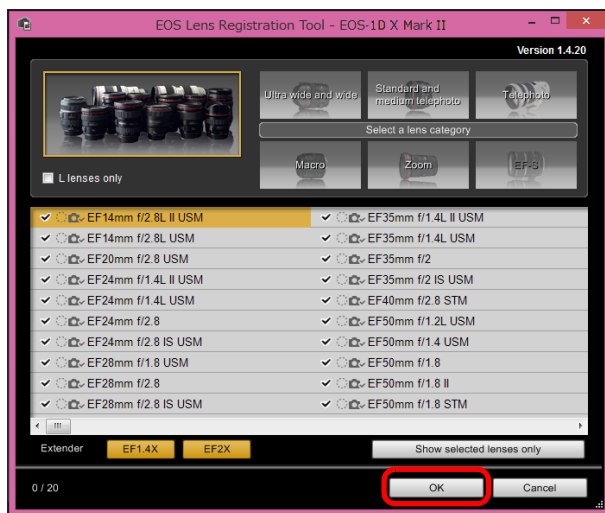 EOS Lens Registration Tool - EOS-1D X Mark II
Version 1.4.20
Ultra wide and wide
Standard and
medium telephoto
Telephoto
Select a lens category
Macro
Zoom
EF-S
L lenses only
EF14mm f/2.8L II USM
EF14mm f/2.8L USM
EF20mm f/2.8 USM
EF24mm f/1.4L II USM
EF24mm f/1.4L USM
EF24mm f/2.8
EF24mm f/2.8 IS USM
EF28mm f/1.8 USM
EF28mm f/2.8
EF28mm f/2.8 IS USM
EF35mm f/1.4L II USM
EF35mm f/1.4L USM
EF35mm f/2
EF35mm f/2 IS USM
EF40mm f/2.8 STM
EF50mm f/1.2L USM
EF50mm f/1.4 USM
EF50mm f/1.8
EF50mm f/1.8 II
EF50mm f/1.8 STM
Extender EF1.4X EF2X Show selected lenses only
0 / 20 OK Cancel